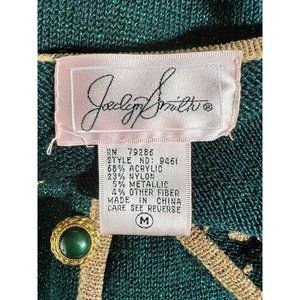 Jaclyn Smith®
RN 79286
STYLE NO: 9461
68% ACRYLIC
23% NYLON
5% METALLIC
4% OTHER FIBER
MADE IN
CHINA
CARE SEE REVERSE
M